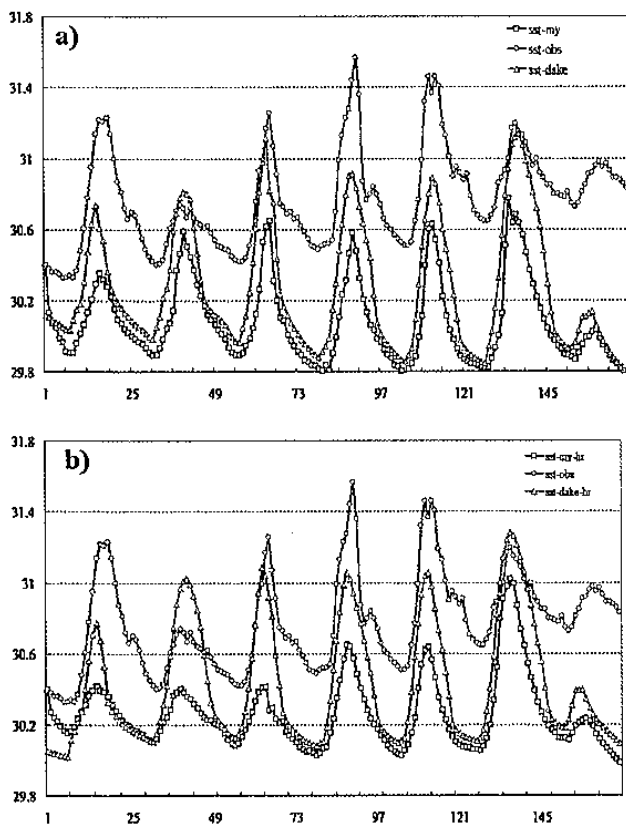 31.8
a)
sst-my
sst-obs
sst-dake
31.4
31
30.6
30.2
29.8
1 25 49 73 97 121 145
31.8
b)
sst-my-hr
sst-obs
sst-dake-hr
31.4
31
30.6
30.2
29.8
1 25 49 73 97 121 145